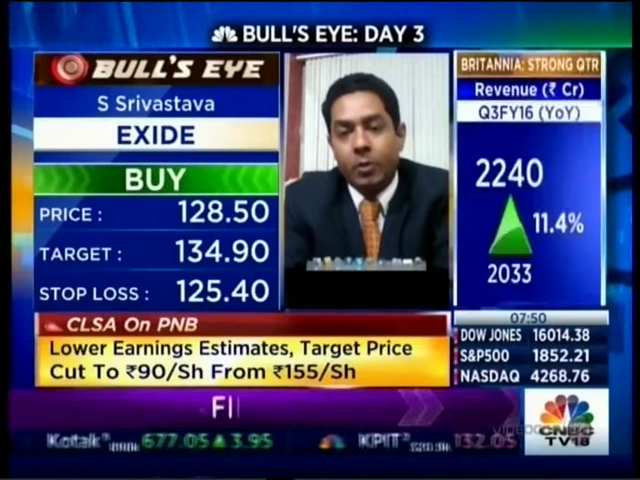 BULL'S EYE: DAY 3
BULL'S EYE
S Srivastava
EXIDE
BUY
PRICE : 128.50
TARGET : 134.90
STOP LOSS : 125.40
BRITANNIA: STRONG QTR
Revenue (₹ Cr)
Q3FY16 (YoY)
2240
11.4%
2033
CLSA On PNB
Lower Earnings Estimates, Target Price
Cut To ₹90/Sh From ₹155/Sh
07:50
DOW JONES 16014.38
S&P500 1852.21
NASDAQ 4268.76
FI
Kotak 677.05 ▲ 3.95
KPIT 132.05
CNBC
TV18